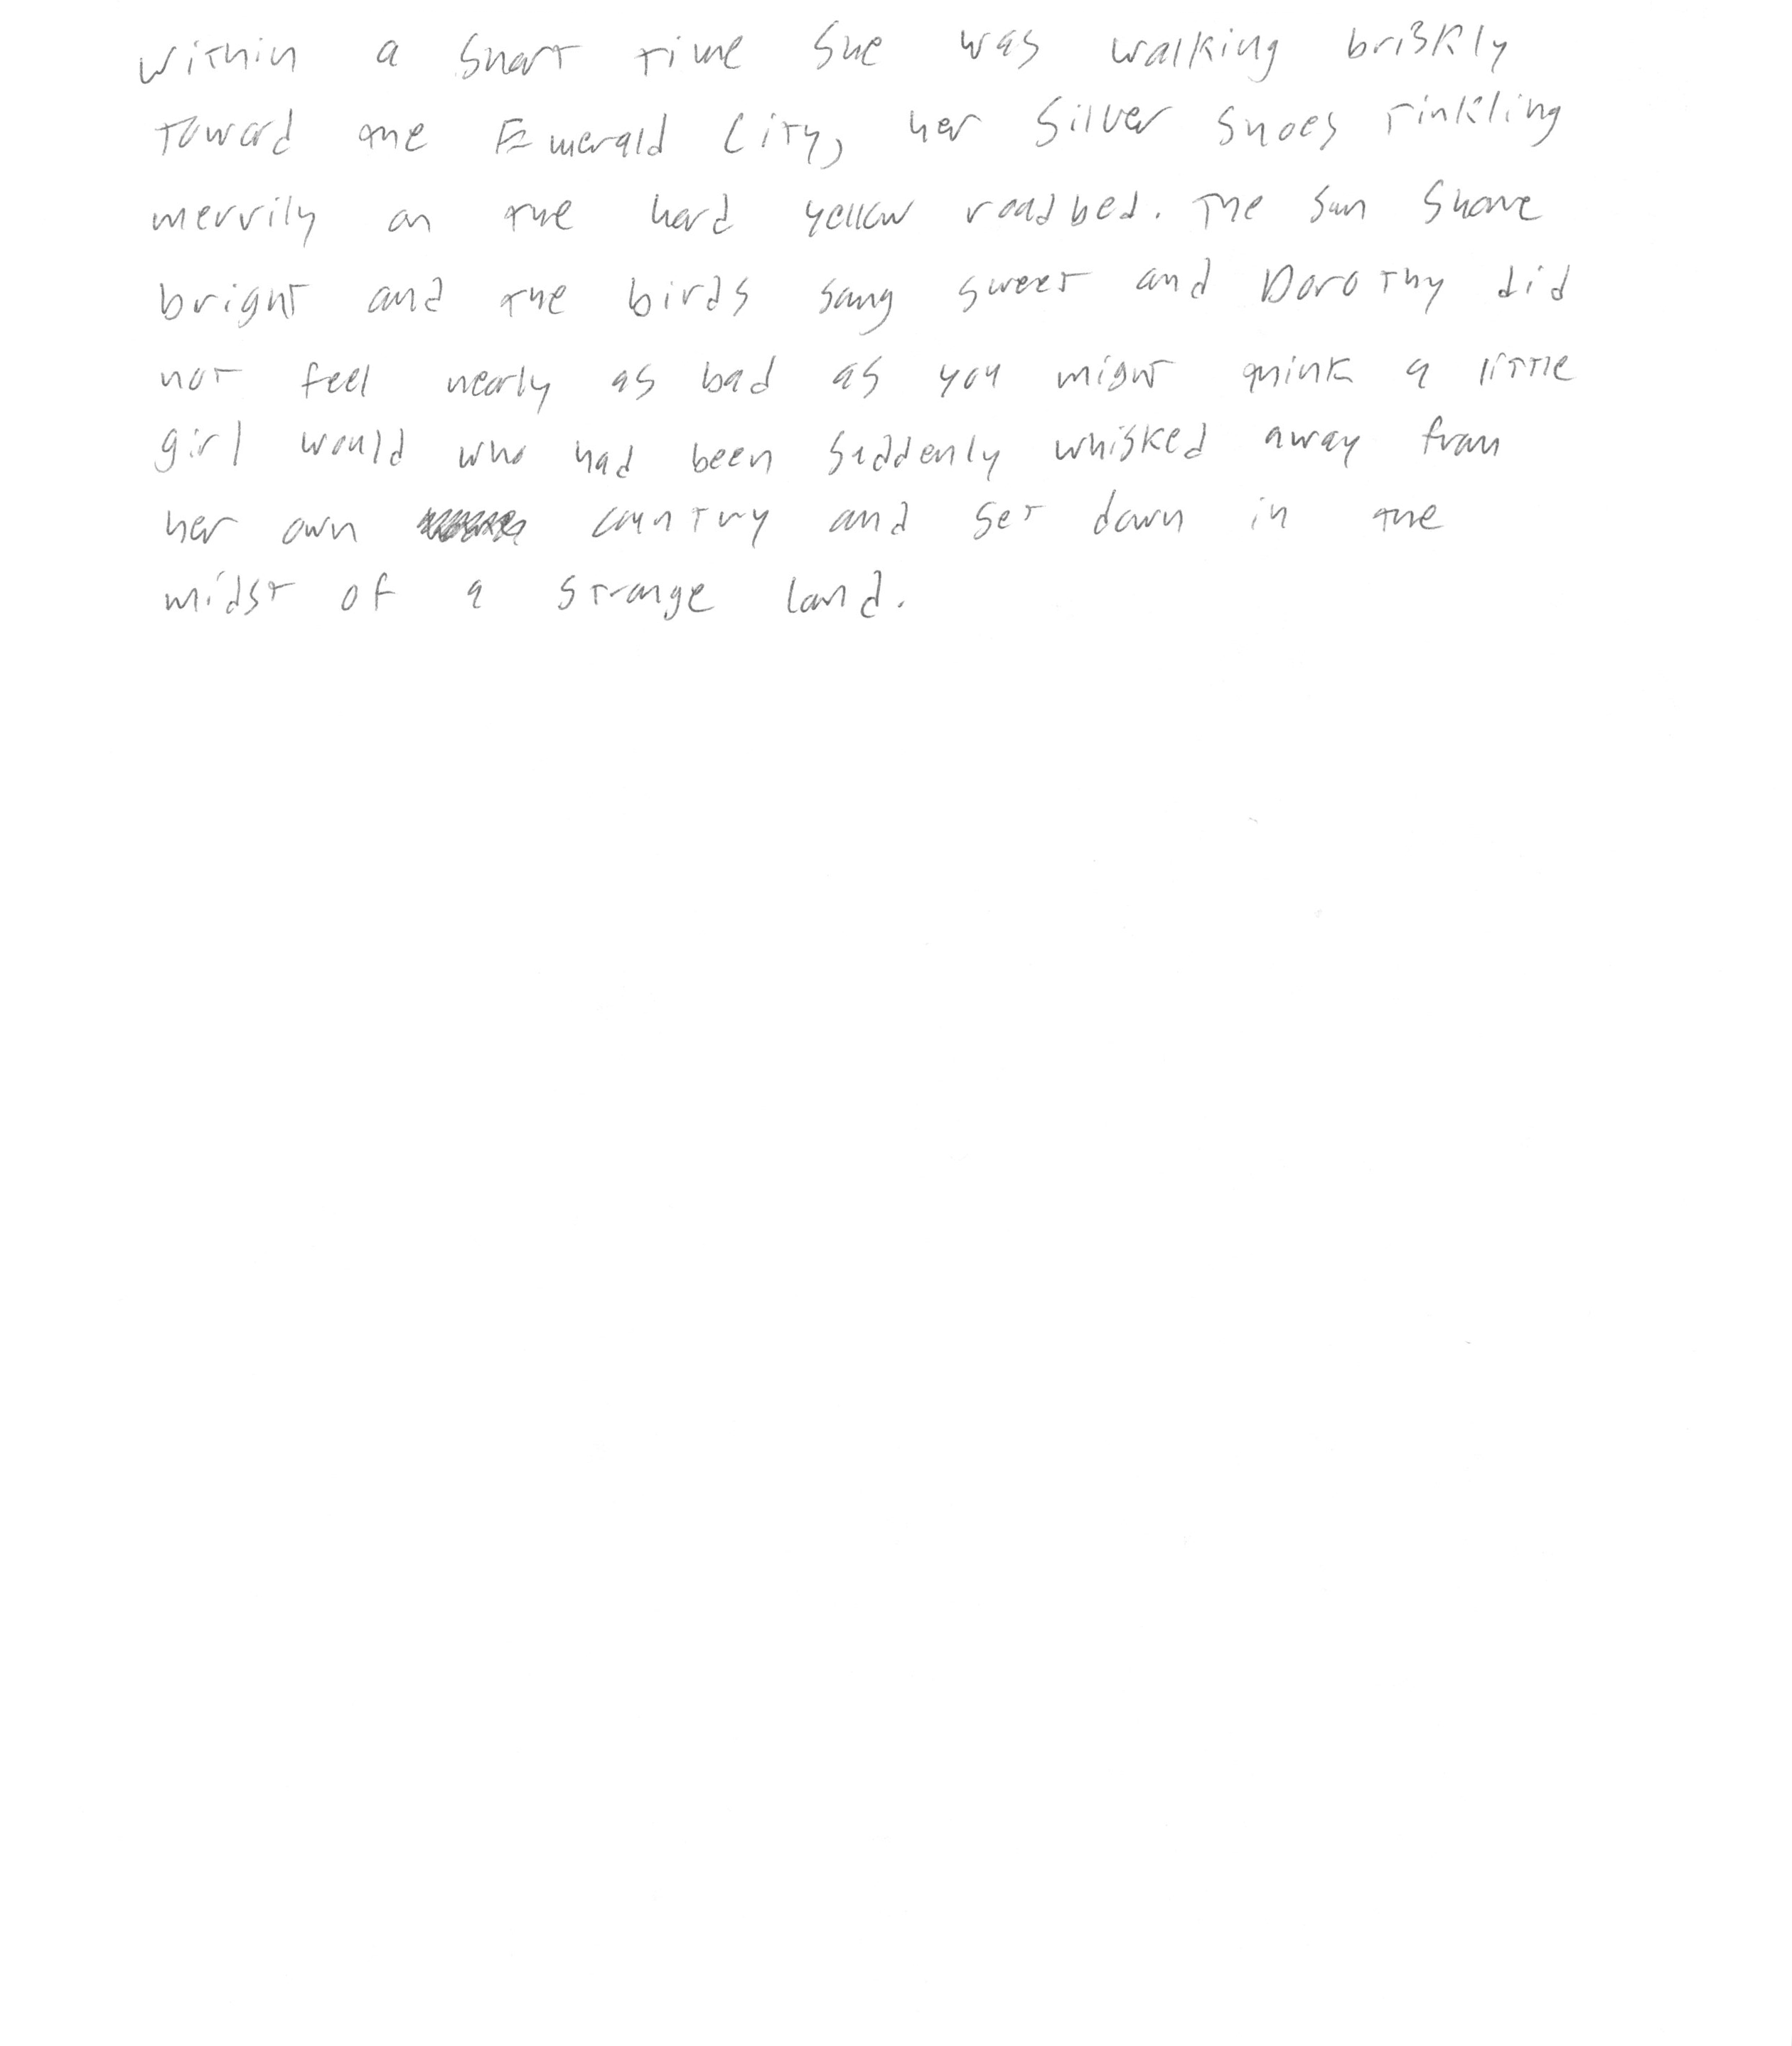 Within a short time she was walking briskly
toward the Emerald City, her Silver Shoes tinkling
merrily on the hard yellow roadbed. The sun shone
bright and the birds sang sweet and Dorothy did
not feel nearly as bad as you might think a little
girl would who had been suddenly whisked away from
her own country and set down in the
midst of a strange land.